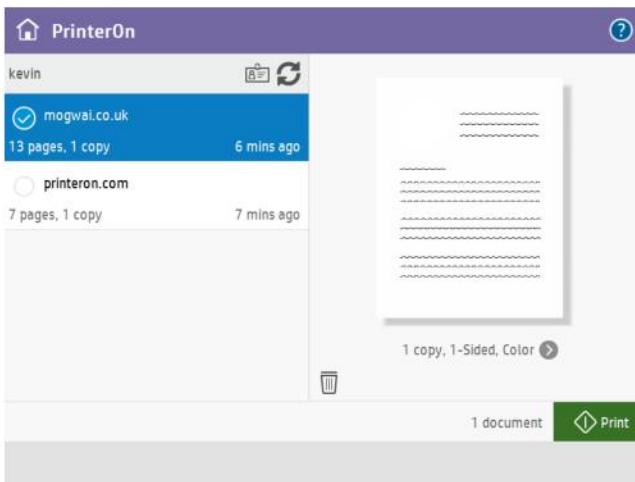 PrinterOn
?
kevin
mogwai.co.uk
13 pages, 1 copy 6 mins ago
printeron.com
7 pages, 1 copy 7 mins ago
1 copy, 1-Sided, Color
1 document Print